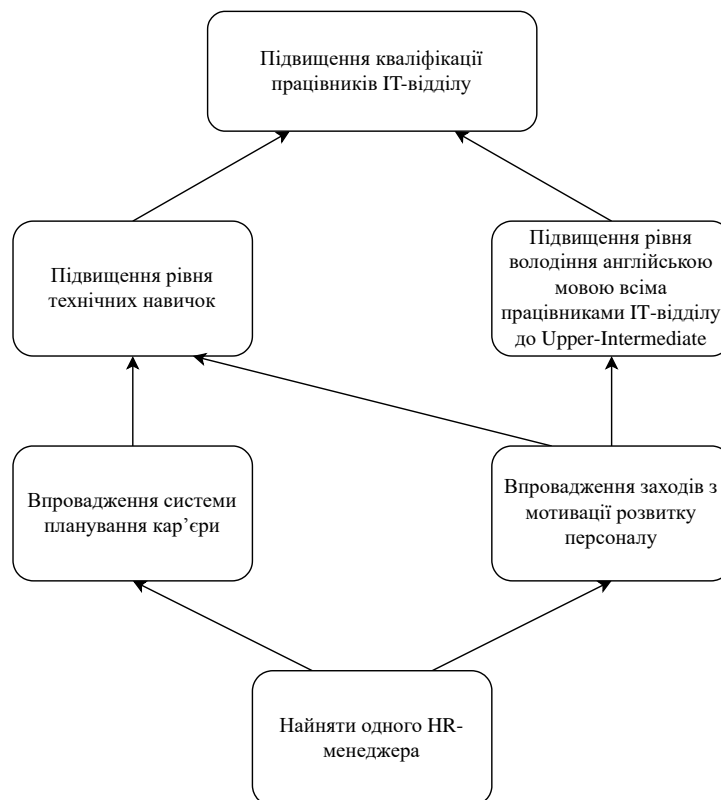 Підвищення кваліфікації
працівників ІТ-відділу
Підвищення рівня
технічних навичок
Підвищення рівня
володіння англійською
мовою всіма
працівниками ІТ-відділу
до Upper-Intermediate
Впровадження системи
планування кар’єри
Впровадження заходів з
мотивації розвитку
персоналу
Найняти одного HR-
менеджера